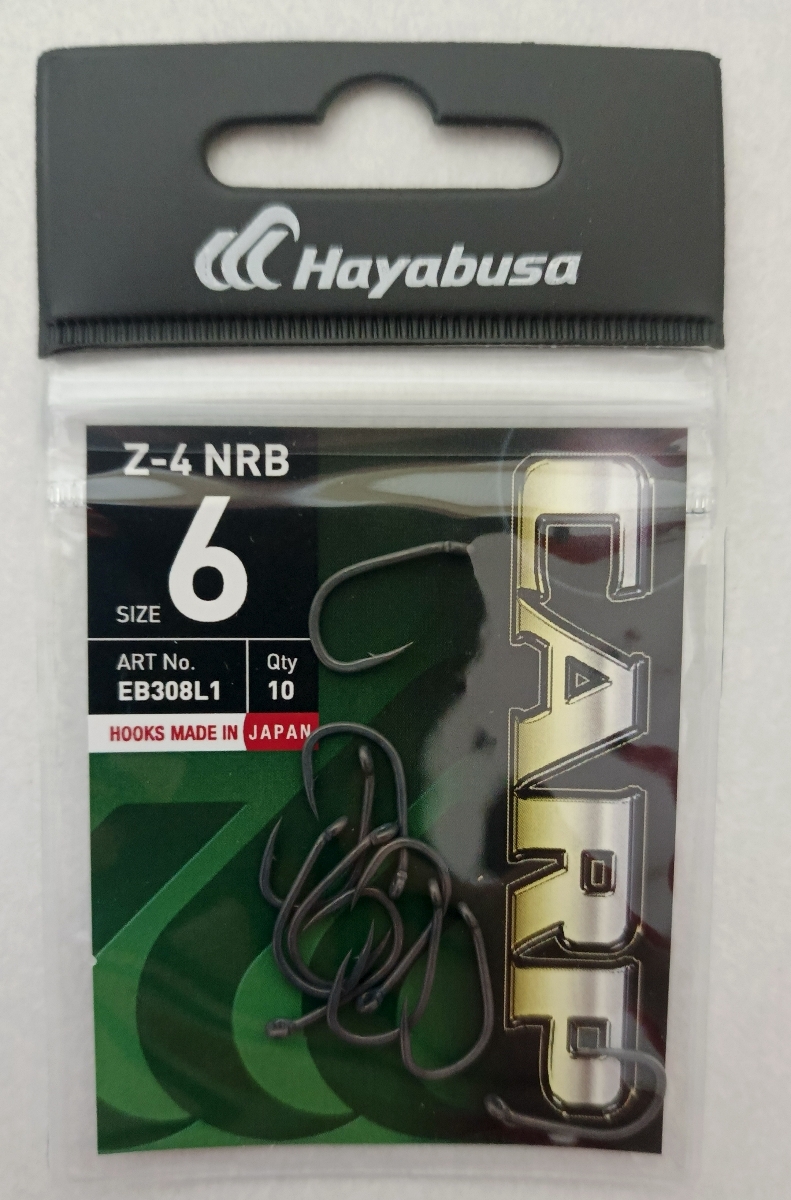 Hayabusa
Z-4 NRB
SIZE 6
ART No.
EB308L1
Qty
10
HOOKS MADE IN JAPAN
CARP